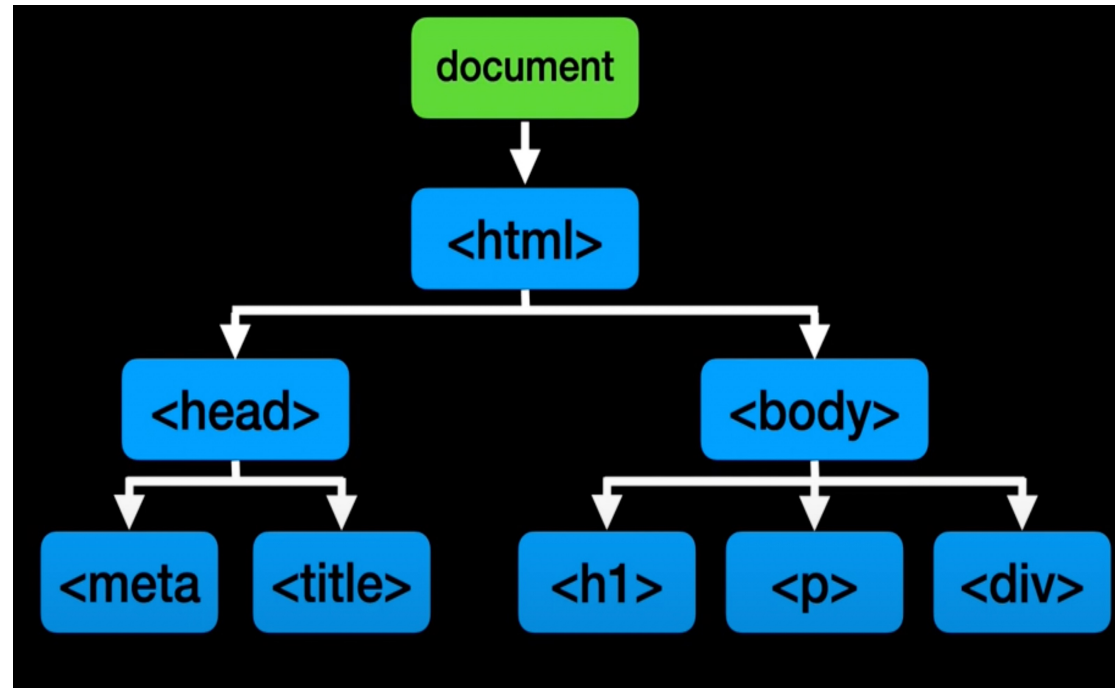 document
<html>
<head>
<body>
<meta
<title>
<h1>
<p>
<div>